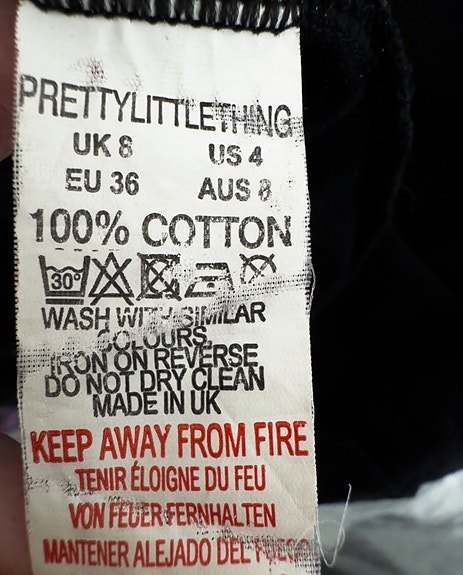 PRETTYLITTLETHING
UK 8 US 4
EU 36 AUS 8
100% COTTON
30°
WASH WITH SIMILAR
COLOURS.
IRON ON REVERSE
DO NOT DRY CLEAN
MADE IN UK
KEEP AWAY FROM FIRE
TENIR ÉLOIGNE DU FEU
VON FEUER FERNHALTEN
MANTENER ALEJADO DEL FUEGO